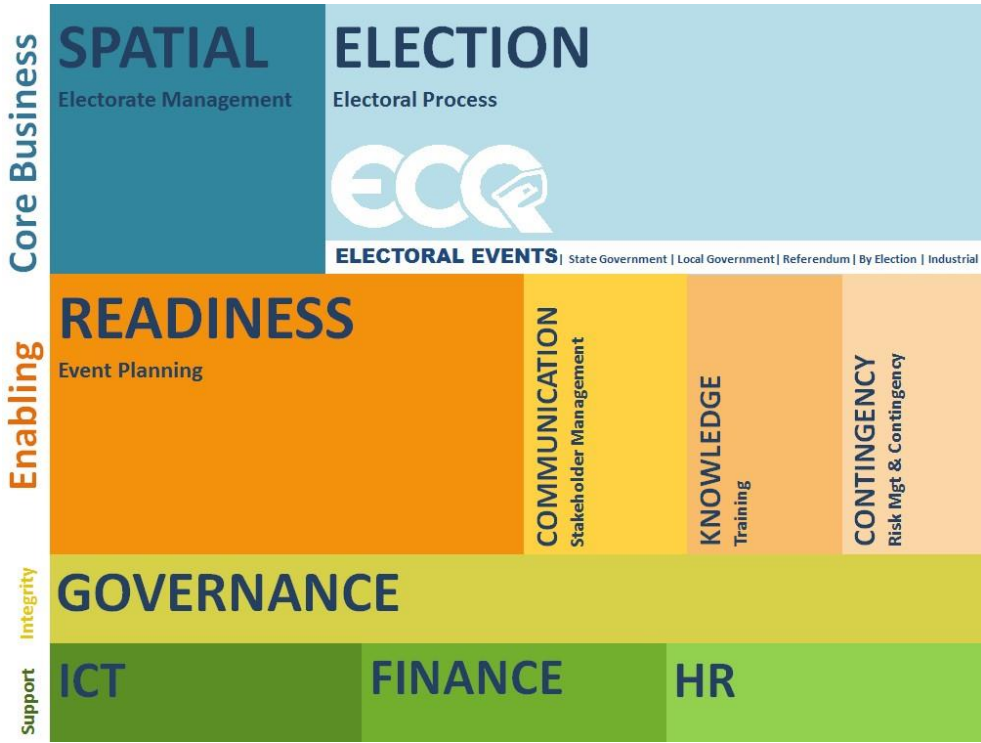 Core Business
SPATIAL
Electorate Management
ELECTION
Electoral Process
ECQ
ELECTORAL EVENTS| State Government | Local Government| Referendum | By Election | Industrial
Enabling
READINESS
Event Planning
COMMUNICATION
Stakeholder Management
KNOWLEDGE
Training
CONTINGENCY
Risk Mgt & Contingency
Integrity
GOVERNANCE
Support
ICT
FINANCE
HR